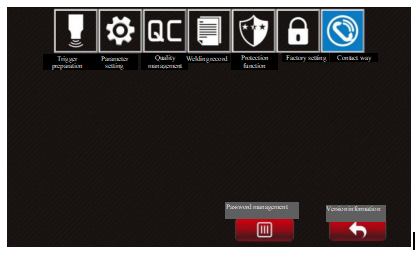 QC
Trigger
preparation
Parameter
setting
Quality
management
Welding record
Protection
function
Factory setting
Contact way
Password management
Version information